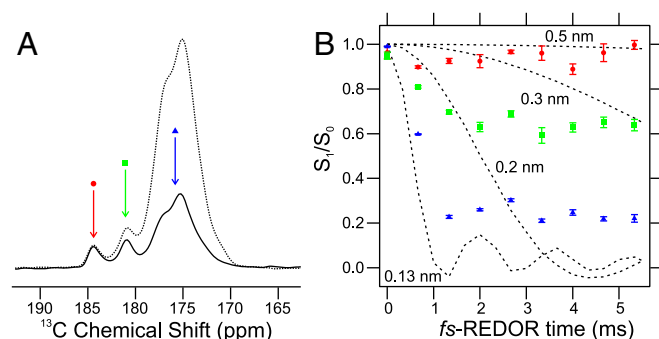 A
190
185
180
175
170
165
¹³C Chemical Shift (ppm)
B
1.0
0.8
0.6
0.4
0.2
0.0
S₁/S₀
0.5 nm
0.3 nm
0.2 nm
0.13 nm
0
1
2
3
4
5
fs-REDOR time (ms)